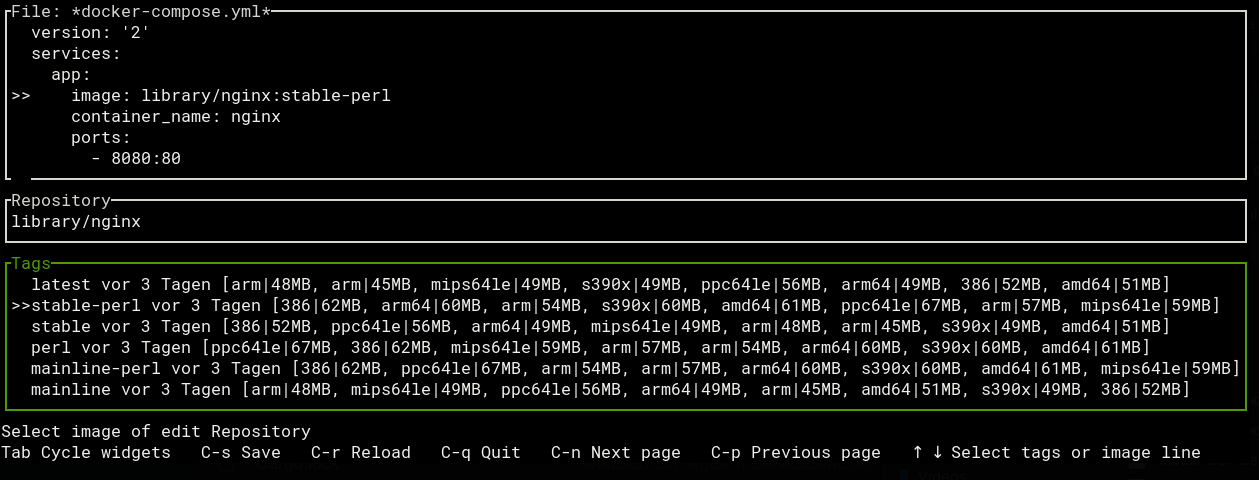 File: *docker-compose.yml*
version: '2'
services:
app:
>> image: library/nginx:stable-perl
container_name: nginx
ports:
- 8080:80
Repository
library/nginx
Tags
latest vor 3 Tagen [arm|48MB, arm|45MB, mips64le|49MB, s390x|49MB, ppc64le|56MB, arm64|49MB, 386|52MB, amd64|51MB]
>>stable-perl vor 3 Tagen [386|62MB, arm64|60MB, arm|54MB, s390x|60MB, amd64|61MB, ppc64le|67MB, arm|57MB, mips64le|59MB]
stable vor 3 Tagen [386|52MB, ppc64le|56MB, arm64|49MB, mips64le|49MB, arm|48MB, arm|45MB, s390x|49MB, amd64|51MB]
perl vor 3 Tagen [ppc64le|67MB, 386|62MB, mips64le|59MB, arm|57MB, arm|54MB, arm64|60MB, s390x|60MB, amd64|61MB]
mainline-perl vor 3 Tagen [386|62MB, ppc64le|67MB, arm|54MB, arm|57MB, arm64|60MB, s390x|60MB, amd64|61MB, mips64le|59MB]
mainline vor 3 Tagen [arm|48MB, mips64le|49MB, ppc64le|56MB, arm64|49MB, arm|45MB, amd64|51MB, s390x|49MB, 386|52MB]
Select image of edit Repository
Tab Cycle widgets C-s Save C-r Reload C-q Quit C-n Next page C-p Previous page ↑ ↓ Select tags or image line